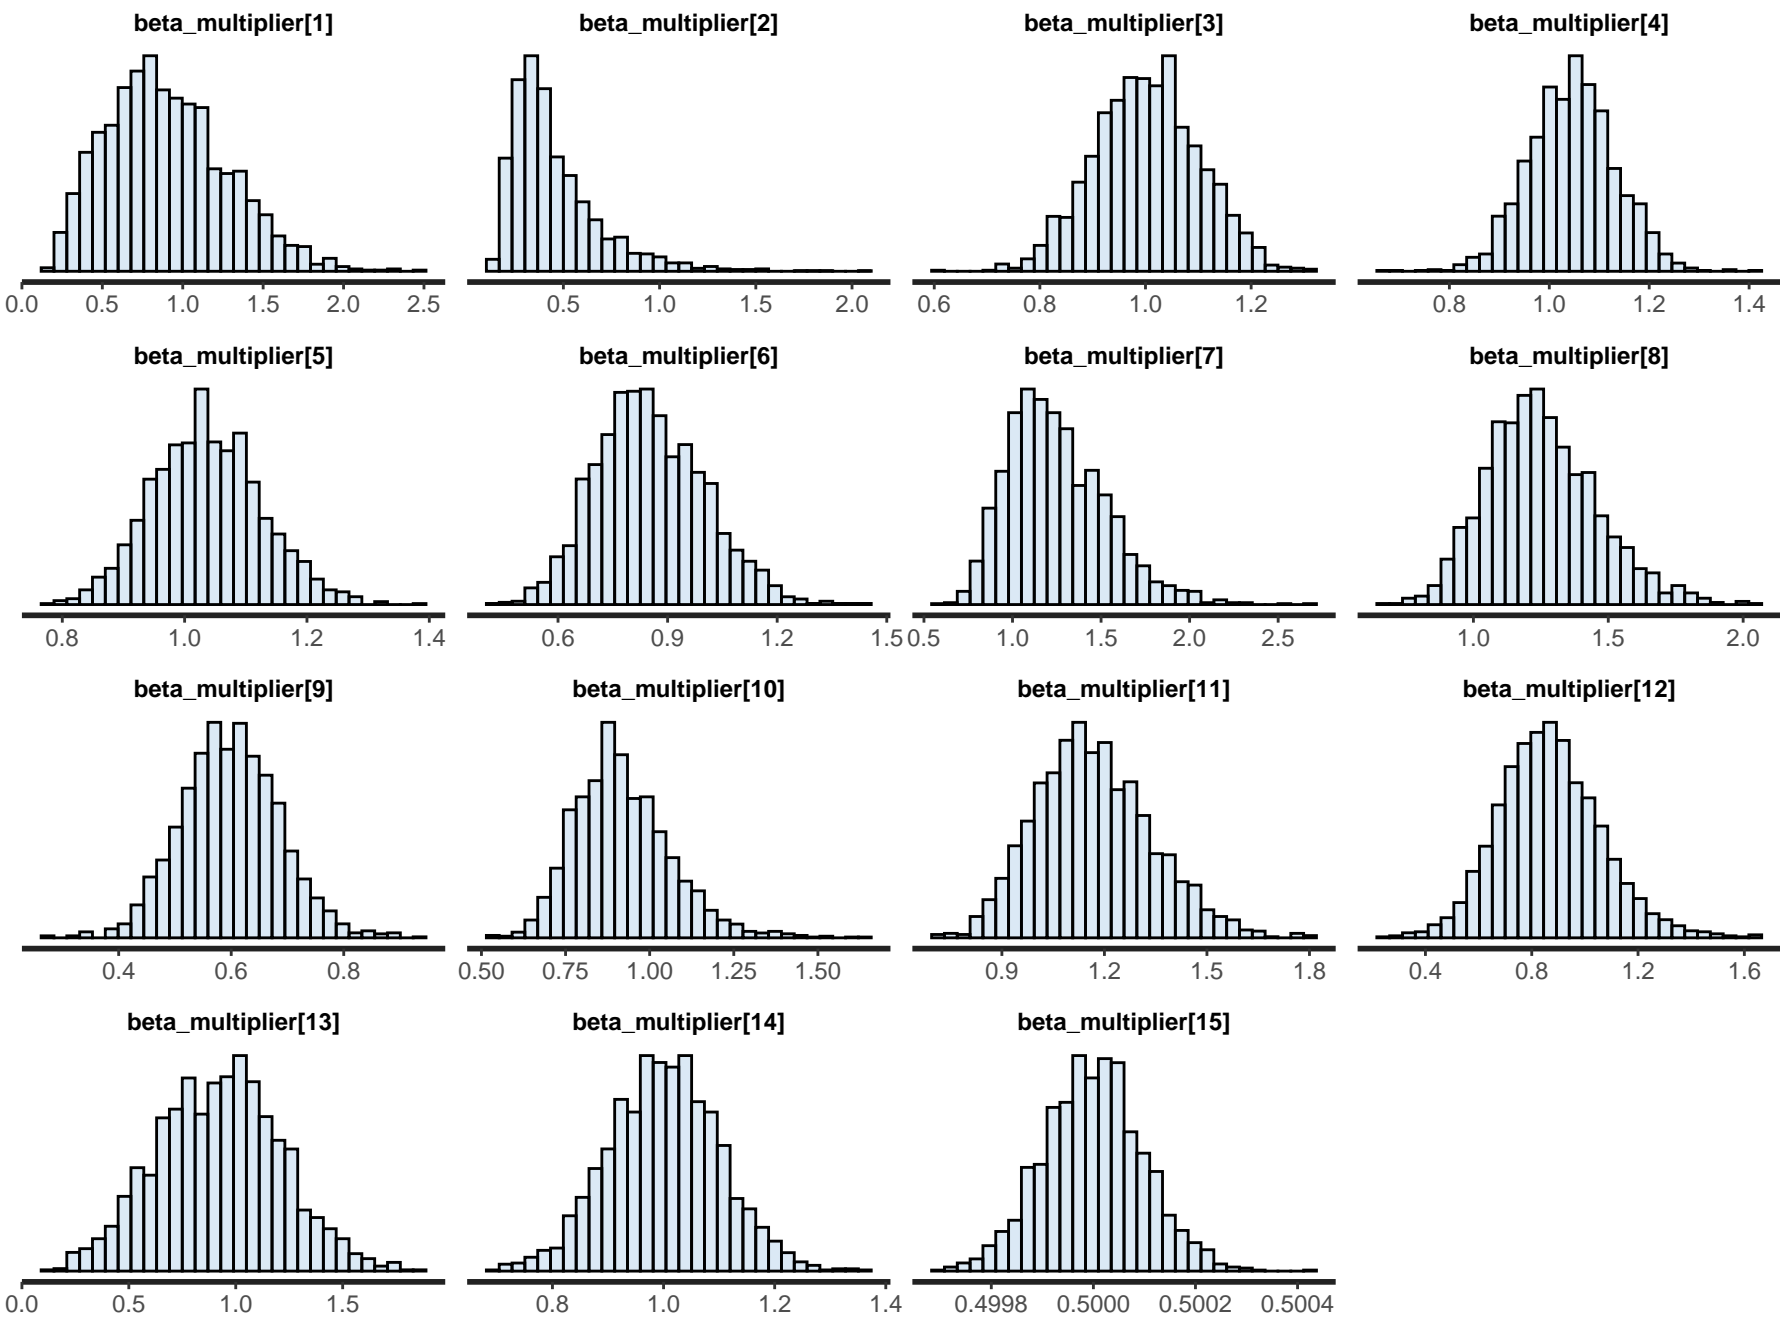 beta_multiplier[1] beta_multiplier[2] beta_multiplier[3] beta_multiplier[4]
0.0 0.5 1.0 1.5 2.0 2.5 0.5 1.0 1.5 2.0 0.6 0.8 1.0 1.2 0.8 1.0 1.2 1.4
beta_multiplier[5] beta_multiplier[6] beta_multiplier[7] beta_multiplier[8]
0.8 1.0 1.2 1.4 0.6 0.9 1.2 1.5 0.5 1.0 1.5 2.0 2.5 1.0 1.5 2.0
beta_multiplier[9] beta_multiplier[10] beta_multiplier[11] beta_multiplier[12]
0.4 0.6 0.8 0.50 0.75 1.00 1.25 1.50 0.9 1.2 1.5 1.8 0.4 0.8 1.2 1.6
beta_multiplier[13] beta_multiplier[14] beta_multiplier[15]
0.0 0.5 1.0 1.5 0.8 1.0 1.2 1.4 0.4998 0.5000 0.5002 0.5004